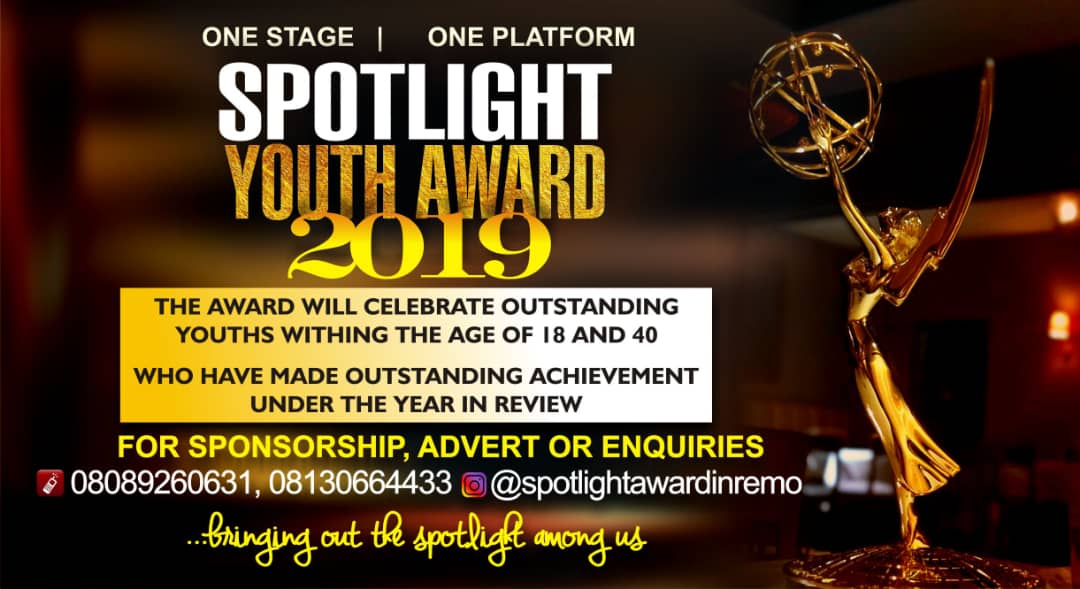 ONE STAGE | ONE PLATFORM
SPOTLIGHT
YOUTH AWARD
2019
THE AWARD WILL CELEBRATE OUTSTANDING
YOUTHS WITHING THE AGE OF 18 AND 40
WHO HAVE MADE OUTSTANDING ACHIEVEMENT
UNDER THE YEAR IN REVIEW
FOR SPONSORSHIP, ADVERT OR ENQUIRIES
08089260631, 08130664433 @spotlightawardinremo
...bringing out the spotlight among us